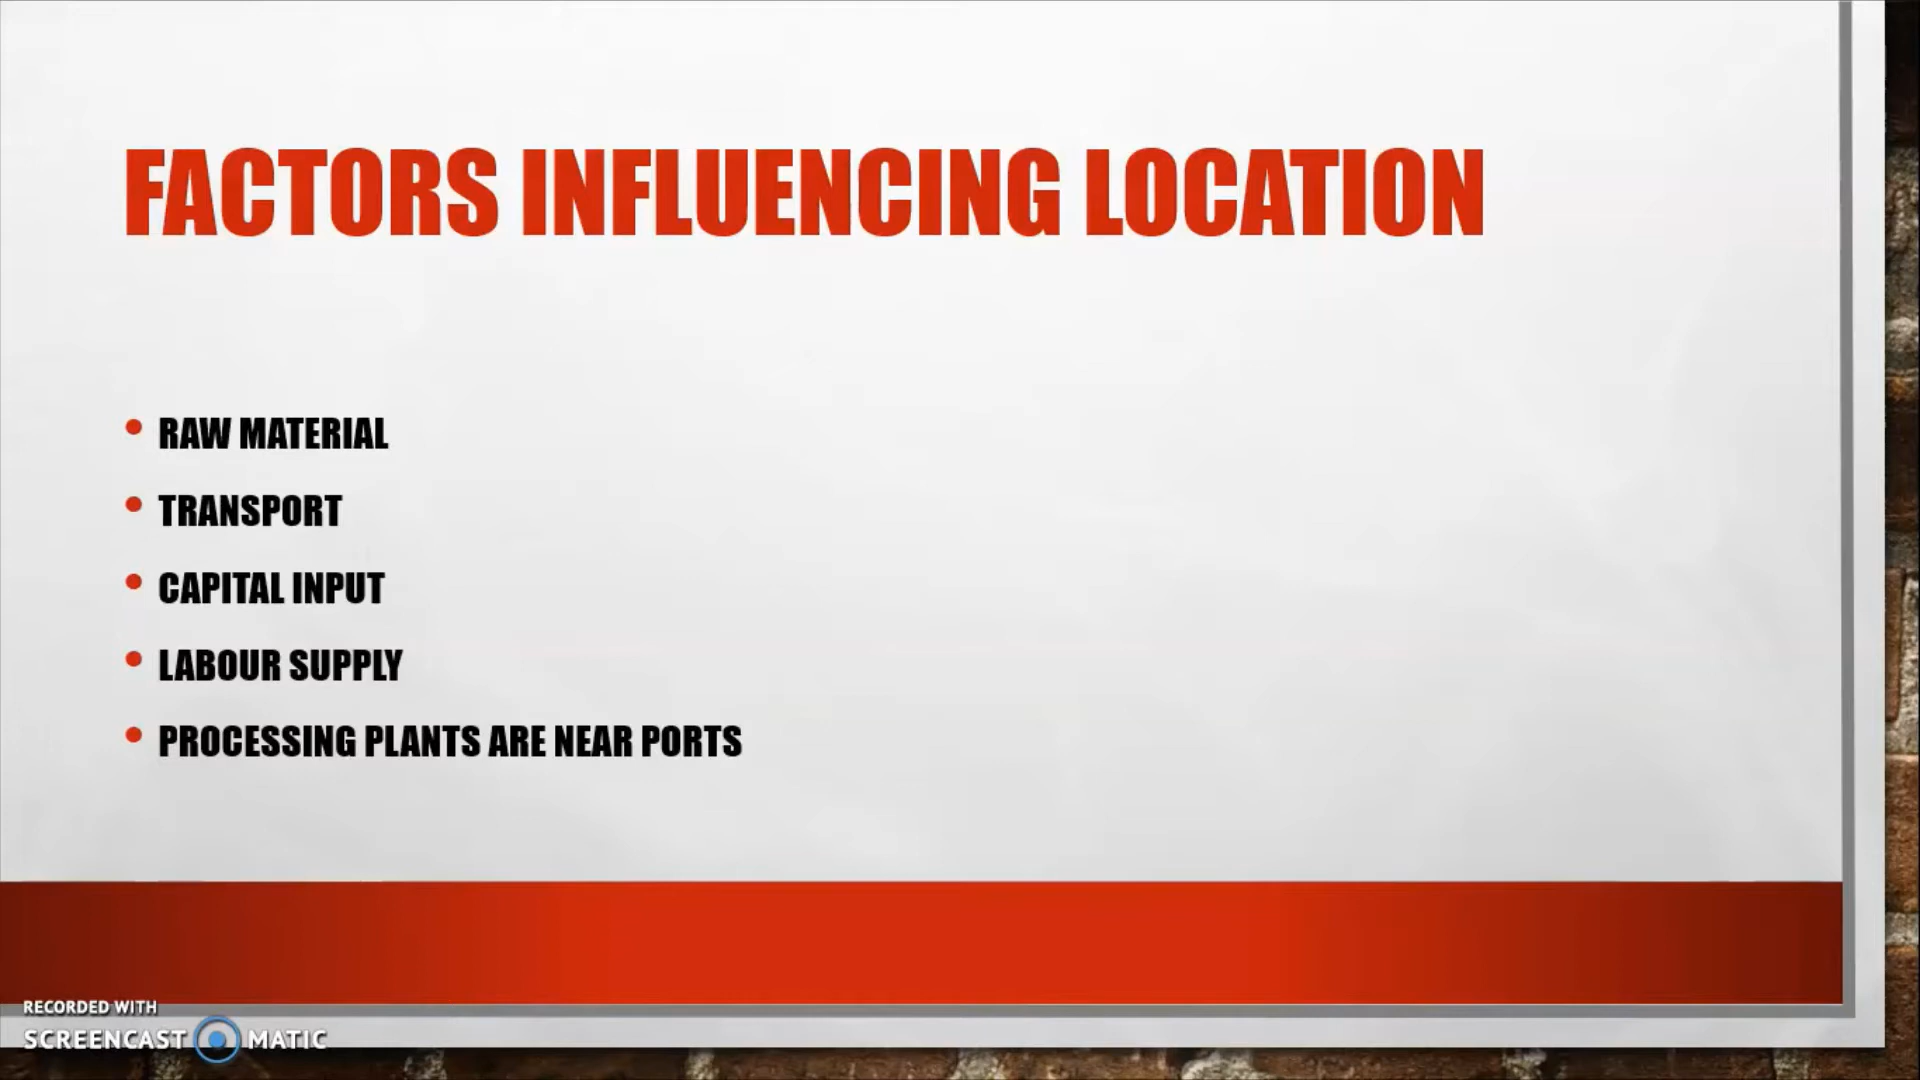 FACTORS INFLUENCING LOCATION
• RAW MATERIAL
• TRANSPORT
• CAPITAL INPUT
• LABOUR SUPPLY
• PROCESSING PLANTS ARE NEAR PORTS
RECORDED WITH
SCREENCAST MATIC